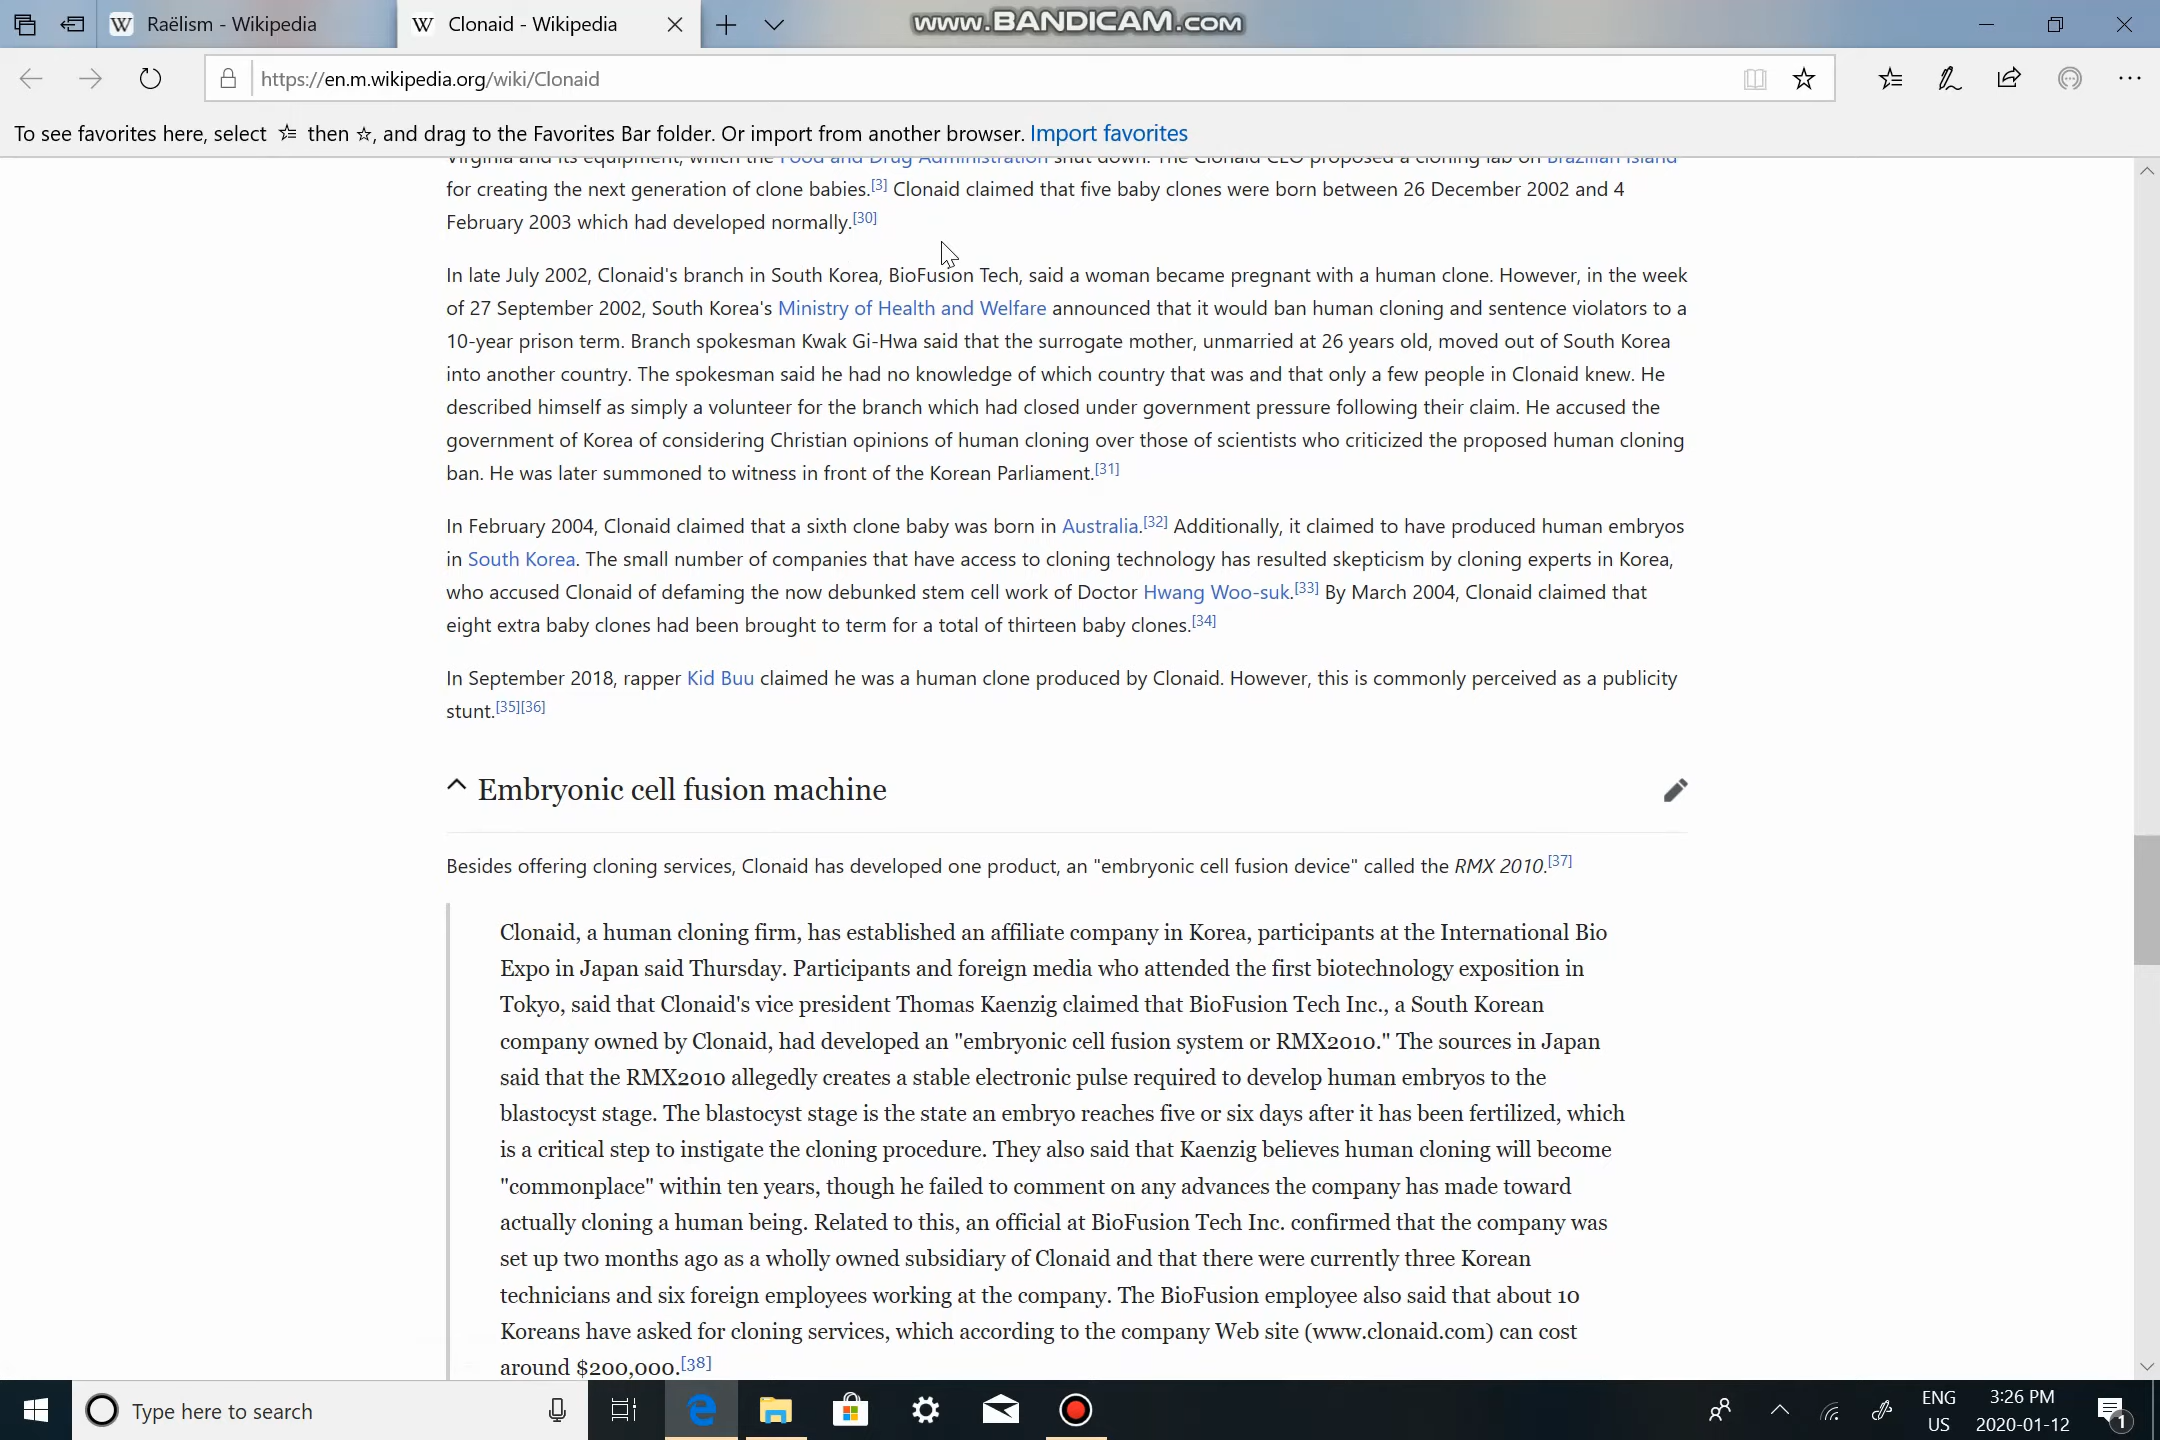 Raëlism - Wikipedia
Clonaid - Wikipedia
www.BANDICAM.com
https://en.m.wikipedia.org/wiki/Clonaid
To see favorites here, select then , and drag to the Favorites Bar folder. Or import from another browser. Import favorites
Virginia and its equipment, which the Food and Drug Administration shut down. The Clonaid CEO proposed a cloning lab on Brazilian Island
for creating the next generation of clone babies.[3] Clonaid claimed that five baby clones were born between 26 December 2002 and 4
February 2003 which had developed normally.[30]
In late July 2002, Clonaid's branch in South Korea, BioFusion Tech, said a woman became pregnant with a human clone. However, in the week
of 27 September 2002, South Korea's Ministry of Health and Welfare announced that it would ban human cloning and sentence violators to a
10-year prison term. Branch spokesman Kwak Gi-Hwa said that the surrogate mother, unmarried at 26 years old, moved out of South Korea
into another country. The spokesman said he had no knowledge of which country that was and that only a few people in Clonaid knew. He
described himself as simply a volunteer for the branch which had closed under government pressure following their claim. He accused the
government of Korea of considering Christian opinions of human cloning over those of scientists who criticized the proposed human cloning
ban. He was later summoned to witness in front of the Korean Parliament.[31]
In February 2004, Clonaid claimed that a sixth clone baby was born in Australia.[32] Additionally, it claimed to have produced human embryos
in South Korea. The small number of companies that have access to cloning technology has resulted skepticism by cloning experts in Korea,
who accused Clonaid of defaming the now debunked stem cell work of Doctor Hwang Woo-suk.[33] By March 2004, Clonaid claimed that
eight extra baby clones had been brought to term for a total of thirteen baby clones.[34]
In September 2018, rapper Kid Buu claimed he was a human clone produced by Clonaid. However, this is commonly perceived as a publicity
stunt.[35][36]
Embryonic cell fusion machine
Besides offering cloning services, Clonaid has developed one product, an "embryonic cell fusion device" called the RMX 2010.[37]
Clonaid, a human cloning firm, has established an affiliate company in Korea, participants at the International Bio
Expo in Japan said Thursday. Participants and foreign media who attended the first biotechnology exposition in
Tokyo, said that Clonaid's vice president Thomas Kaenzig claimed that BioFusion Tech Inc., a South Korean
company owned by Clonaid, had developed an "embryonic cell fusion system or RMX2010." The sources in Japan
said that the RMX2010 allegedly creates a stable electronic pulse required to develop human embryos to the
blastocyst stage. The blastocyst stage is the state an embryo reaches five or six days after it has been fertilized, which
is a critical step to instigate the cloning procedure. They also said that Kaenzig believes human cloning will become
"commonplace" within ten years, though he failed to comment on any advances the company has made toward
actually cloning a human being. Related to this, an official at BioFusion Tech Inc. confirmed that the company was
set up two months ago as a wholly owned subsidiary of Clonaid and that there were currently three Korean
technicians and six foreign employees working at the company. The BioFusion employee also said that about 10
Koreans have asked for cloning services, which according to the company Web site (www.clonaid.com) can cost
around $200,000.[38]
Type here to search
ENG
US
3:26 PM
2020-01-12
1